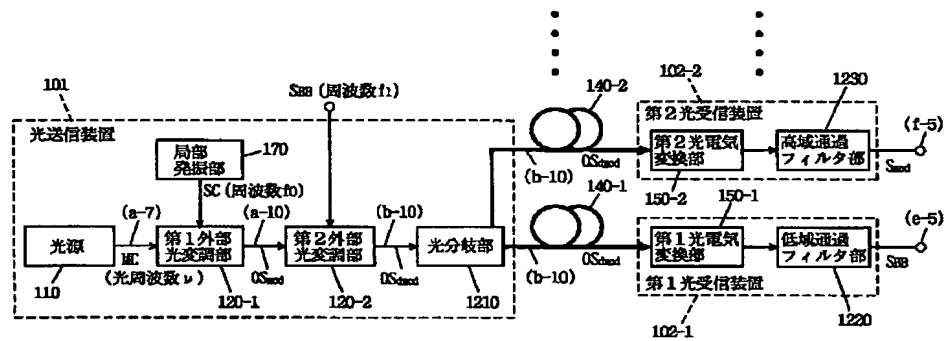 101
光送信装置
SBB (周波数f1)
局部
発振部
170
SC (周波数f0)
(a-7)
(a-10)
(b-10)
光源
第1外部
光変調部
第2外部
光変調部
光分岐部
MC
(光周波数ν)
OSmod
OSdmod
110
120-1
120-2
1210
140-2
(b-10)
OSdmod
140-1
(b-10)
OSdmod
102-2
1230
第2光受信装置
第2光電気
変換部
高域通過
フィルタ部
(f-5)
Smod
150-2
150-1
第1光電気
変換部
低域通過
フィルタ部
(e-5)
SBB
第1光受信装置
102-1
1220